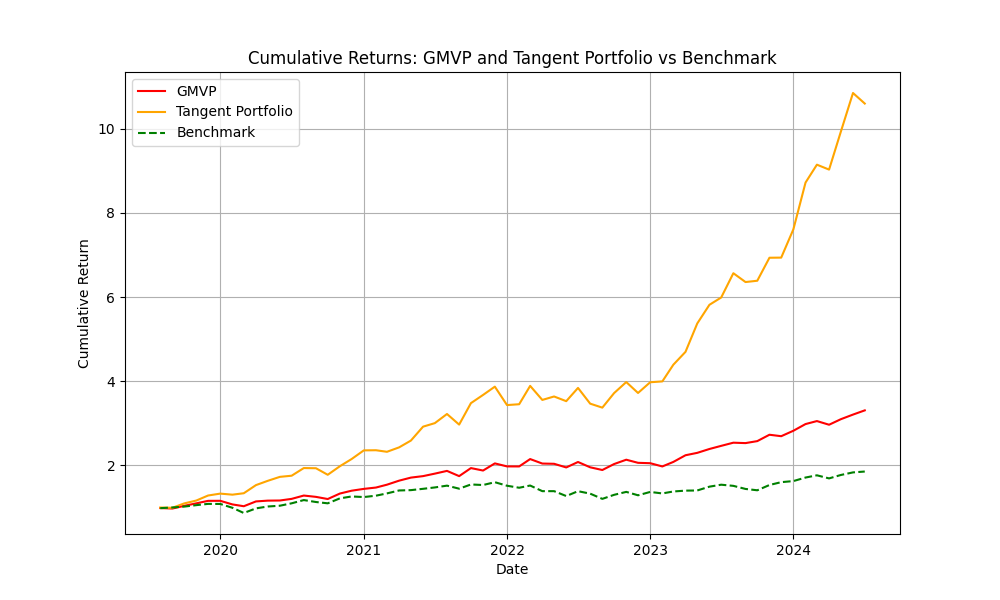 Cumulative Returns: GMVP and Tangent Portfolio vs Benchmark
GMVP
Tangent Portfolio
Benchmark
Cumulative Return
10
8
6
4
2
2020 2021 2022 2023 2024
Date